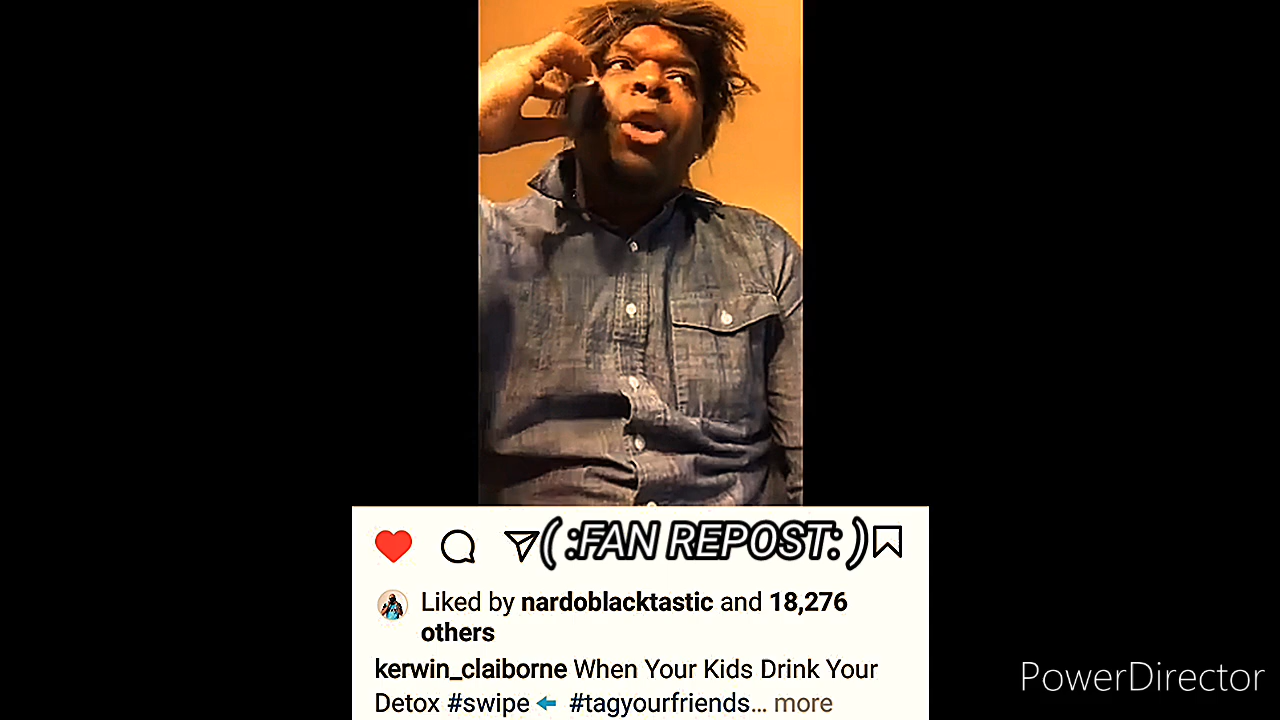 ( :FAN REPOST: )
Liked by nardoblacktastic and 18,276
others
kerwin_claiborne When Your Kids Drink Your
Detox #swipe #tagyourfriends... more
PowerDirector